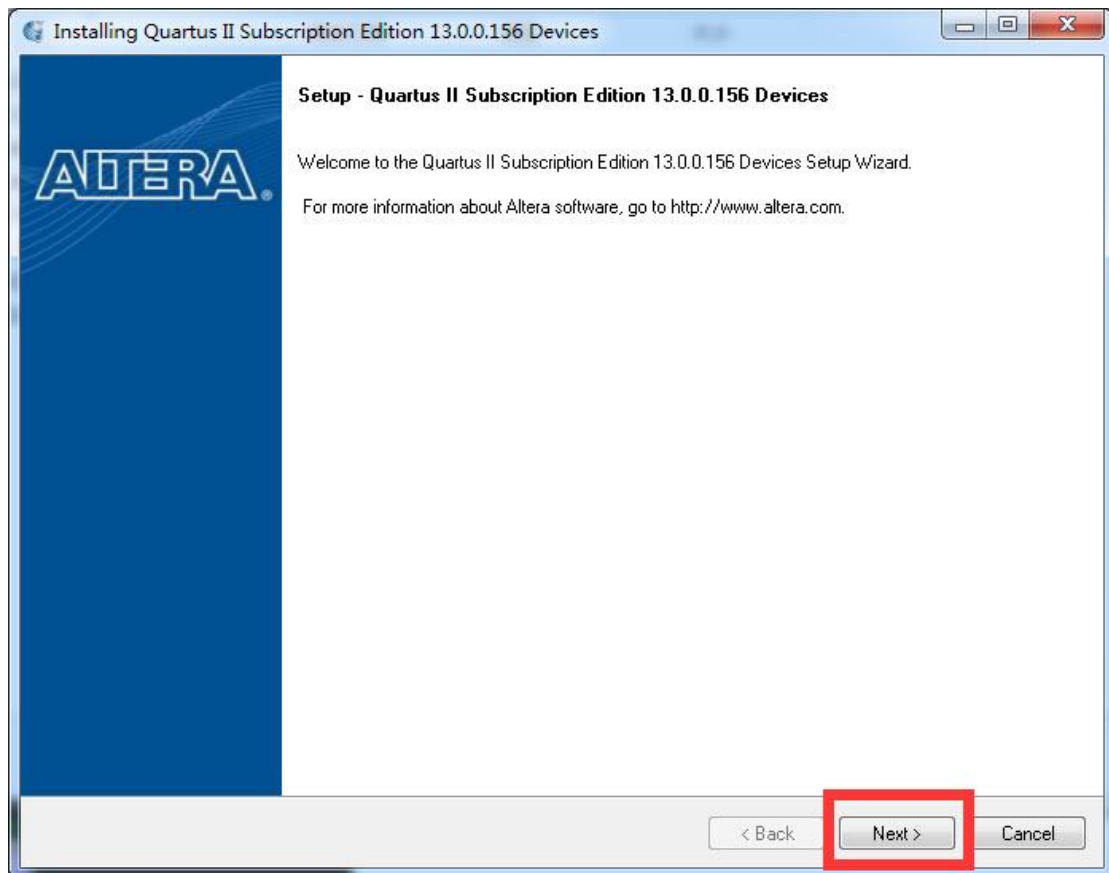 Installing Quartus II Subscription Edition 13.0.0.156 Devices
Setup - Quartus II Subscription Edition 13.0.0.156 Devices
Welcome to the Quartus II Subscription Edition 13.0.0.156 Devices Setup Wizard.
ALTERA®
For more information about Altera software, go to http://www.altera.com.
< Back Next > Cancel